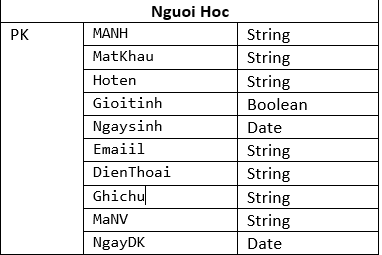 Nguoi Hoc
PK MANH String
MatKhau String
Hoten String
Gioitinh Boolean
Ngaysinh Date
Emaiil String
DienThoai String
Ghichu String
MaNV String
NgayDK Date